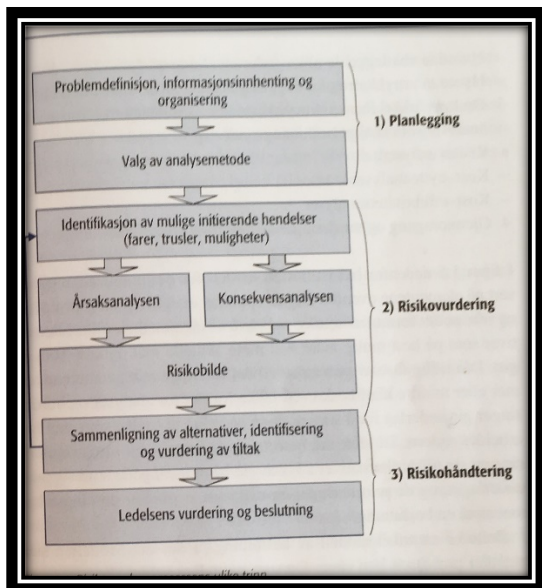 Problemdefinisjon, informasjonsinnhenting og
organisering
1) Planlegging
Valg av analysemetode
Identifikasjon av mulige initierende hendelser
(farer, trusler, muligheter)
Årsaksanalysen
Konsekvensanalysen
2) Risikovurdering
Risikobilde
Sammenligning av alternativer, identifisering
og vurdering av tiltak
3) Risikohåndtering
Ledelsens vurdering og beslutning